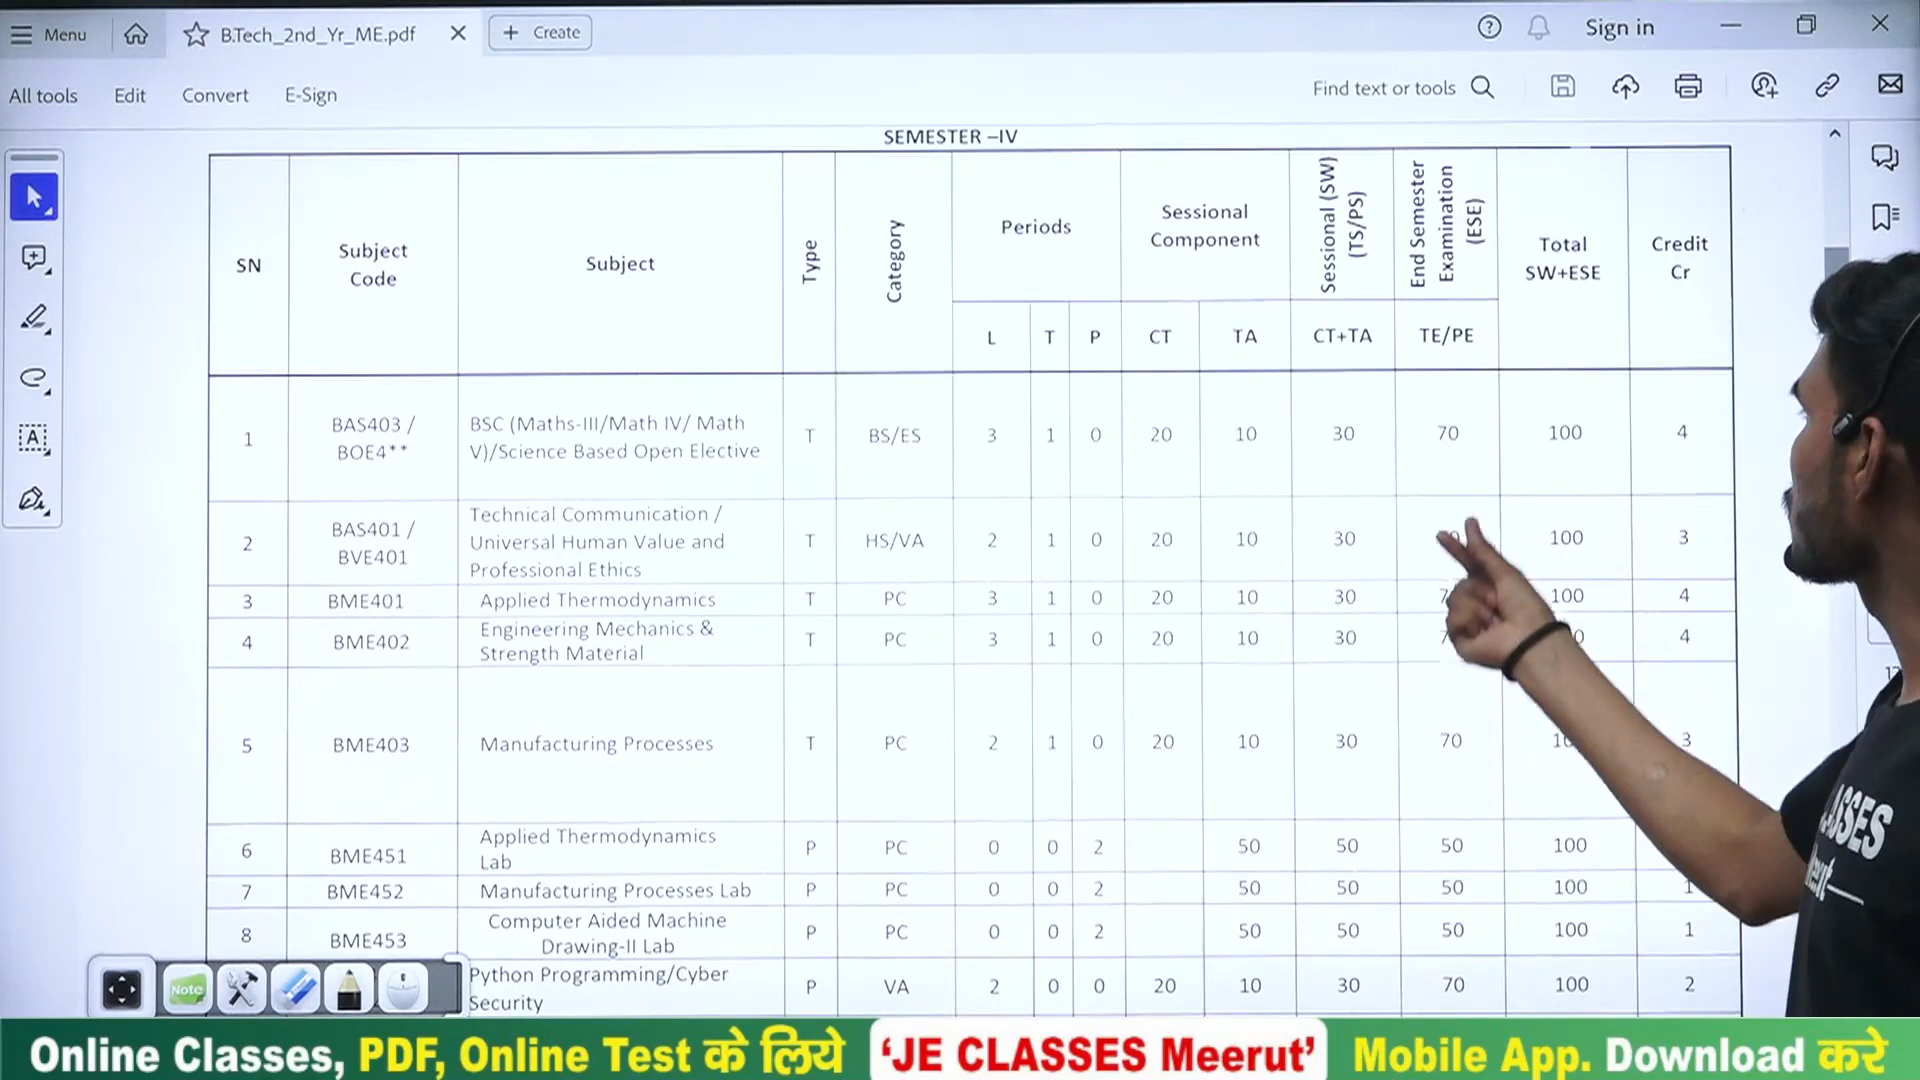 Menu
B.Tech_2nd_Yr_ME.pdf
+ Create
Sign in
All tools
Edit
Convert
E-Sign
Find text or tools
SEMESTER –IV
SN
Subject Code
Subject
Type
Category
Periods
Sessional Component
Sessional (SW) (TS/PS)
End Semester Examination (ESE)
Total SW+ESE
Credit Cr
L T P CT TA CT+TA TE/PE
1 BAS403 / BOE4** BSC (Maths-III/Math IV/ Math V)/Science Based Open Elective T BS/ES 3 1 0 20 10 30 70 100 4
2 BAS401 / BVE401 Technical Communication / Universal Human Value and Professional Ethics T HS/VA 2 1 0 20 10 30 100 3
3 BME401 Applied Thermodynamics T PC 3 1 0 20 10 30 100 4
4 BME402 Engineering Mechanics & Strength Material T PC 3 1 0 20 10 30 4
5 BME403 Manufacturing Processes T PC 2 1 0 20 10 30 70 3
6 BME451 Applied Thermodynamics Lab P PC 0 0 2 50 50 50 100
7 BME452 Manufacturing Processes Lab P PC 0 0 2 50 50 50 100 1
8 BME453 Computer Aided Machine Drawing-II Lab P PC 0 0 2 50 50 50 100 1
Python Programming/Cyber Security P VA 2 0 0 20 10 30 70 100 2
Note
Online Classes, PDF, Online Test के लिये 'JE CLASSES Meerut' Mobile App. Download करे